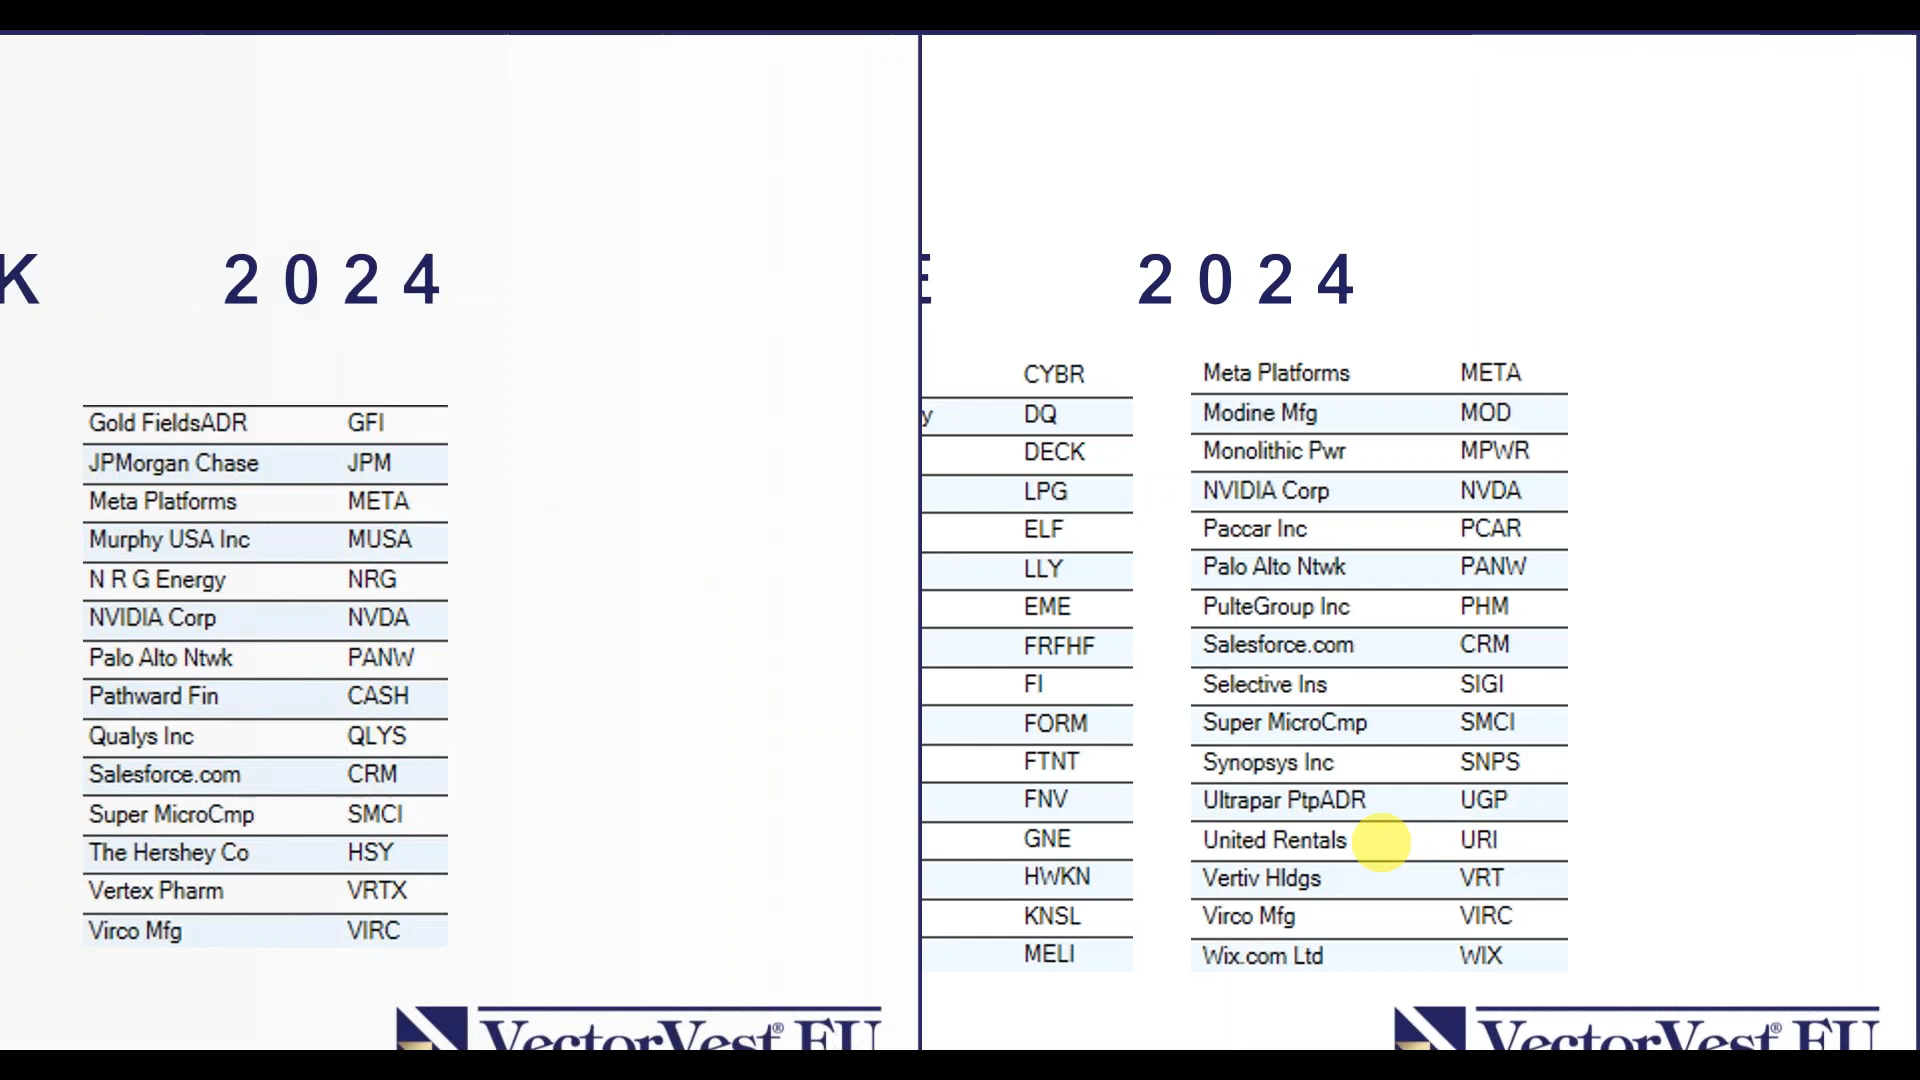 K 2024
Gold FieldsADR GFI
JPMorgan Chase JPM
Meta Platforms META
Murphy USA Inc MUSA
N R G Energy NRG
NVIDIA Corp NVDA
Palo Alto Ntwk PANW
Pathward Fin CASH
Qualys Inc QLYS
Salesforce.com CRM
Super MicroCmp SMCI
The Hershey Co HSY
Vertex Pharm VRTX
Virco Mfg VIRC
VectorVest® EU
E 2024
CYBR
y DQ
DECK
LPG
ELF
LLY
EME
FRFHF
FI
FORM
FTNT
FNV
GNE
HWKN
KNSL
MELI
Meta Platforms META
Modine Mfg MOD
Monolithic Pwr MPWR
NVIDIA Corp NVDA
Paccar Inc PCAR
Palo Alto Ntwk PANW
PulteGroup Inc PHM
Salesforce.com CRM
Selective Ins SIGI
Super MicroCmp SMCI
Synopsys Inc SNPS
Ultrapar PtpADR UGP
United Rentals URI
Vertiv Hldgs VRT
Virco Mfg VIRC
Wix.com Ltd WIX
VectorVest® EU